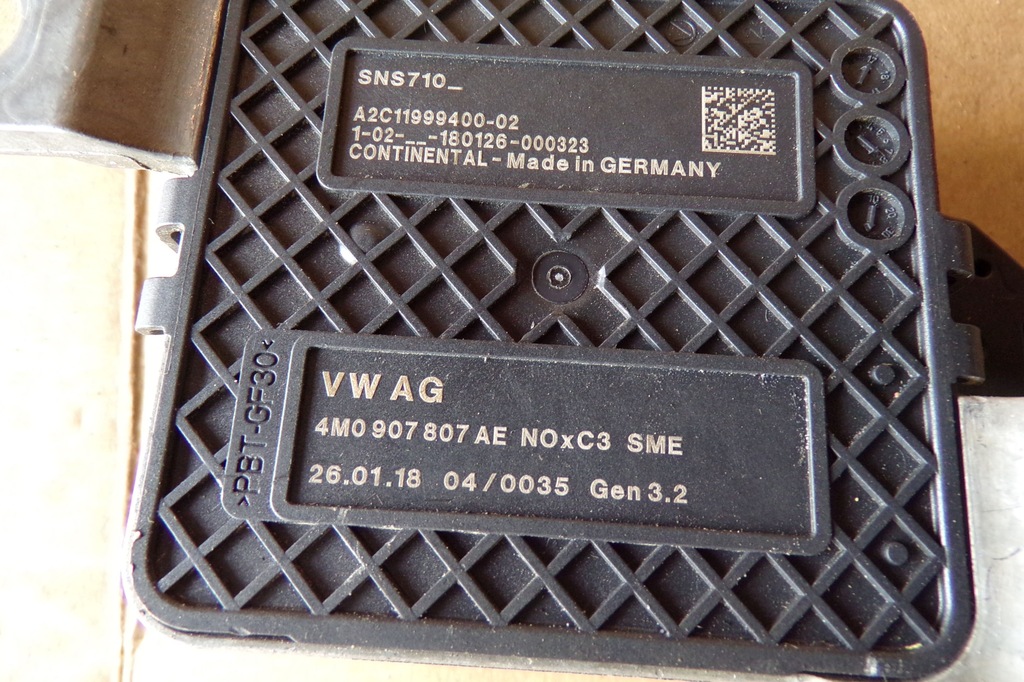 SNS710_
A2C11999400-02
1-02-__-180126-000323
CONTINENTAL - Made in GERMANY
>PBT-GF30<
VW AG
4M0 907 807 AE NOxC3 SME
26.01.18 04/0035 Gen 3.2